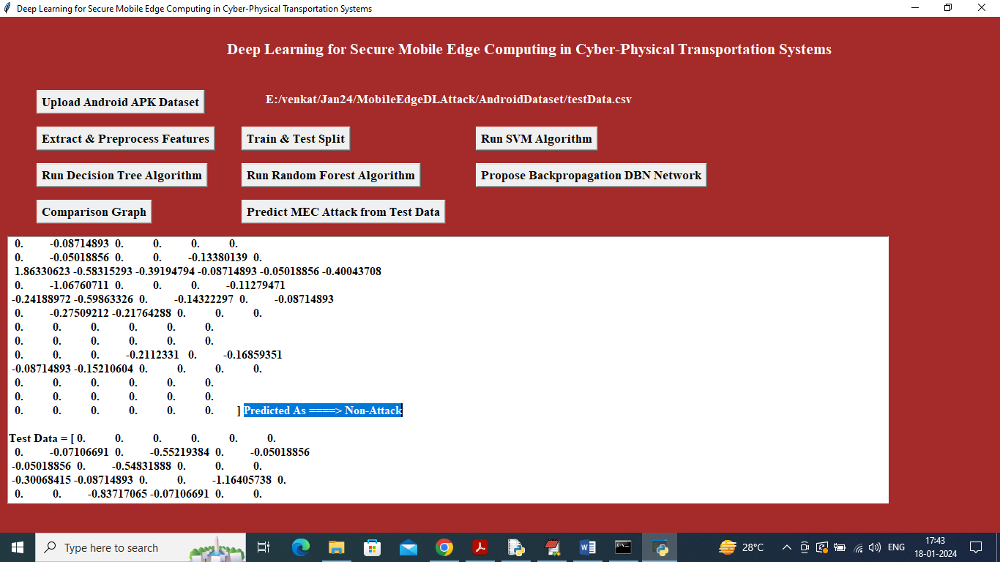 Deep Learning for Secure Mobile Edge Computing in Cyber-Physical Transportation Systems
Deep Learning for Secure Mobile Edge Computing in Cyber-Physical Transportation Systems
Upload Android APK Dataset
E:/venkat/Jan24/MobileEdgeDLAttack/AndroidDataset/testData.csv
Extract & Preprocess Features
Train & Test Split
Run SVM Algorithm
Run Decision Tree Algorithm
Run Random Forest Algorithm
Propose Backpropagation DBN Network
Comparison Graph
Predict MEC Attack from Test Data
0. -0.08714893 0. 0. 0. 0.
0. -0.05018856 0. 0. -0.13380139 0.
1.86330623 -0.58315293 -0.39194794 -0.08714893 -0.05018856 -0.40043708
0. -1.06760711 0. 0. 0. -0.11279471
-0.24188972 -0.59863326 0. -0.14322297 0. -0.08714893
0. -0.27509212 -0.21764288 0. 0. 0.
0. 0. 0. 0. 0. 0.
0. 0. 0. 0. 0. 0.
0. 0. 0. -0.2112331 0. -0.16859351
-0.08714893 -0.15210604 0. 0. 0. 0.
0. 0. 0. 0. 0. 0.
0. 0. 0. 0. 0. 0.
0. 0. 0. 0. 0. 0. ] Predicted As ====> Non-Attack
Test Data = [ 0. 0. 0. 0. 0. 0.
0. -0.07106691 0. -0.55219384 0. -0.05018856
-0.05018856 0. -0.54831888 0. 0. 0.
-0.30068415 -0.08714893 0. 0. -1.16405738 0.
0. 0. -0.83717065 -0.07106691 0. 0.
Type here to search
28°C
ENG
17:43
18-01-2024